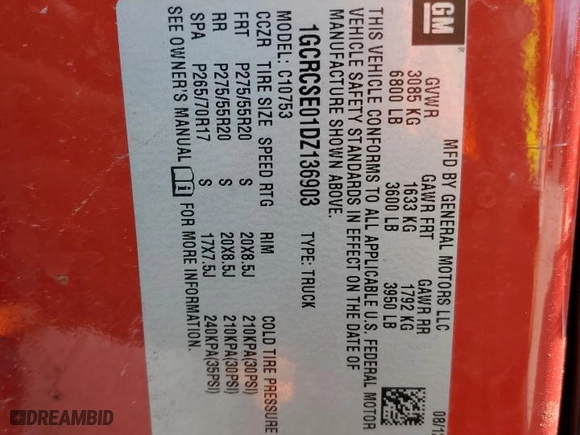 GM
MFD BY GENERAL MOTORS LLC
08/12
GVWR GAWR FRT GAWR RR
3085 KG 1633 KG 1792 KG
6800 LB 3600 LB 3950 LB
THIS VEHICLE CONFORMS TO ALL APPLICABLE U.S. FEDERAL MOTOR
VEHICLE SAFETY STANDARDS IN EFFECT ON THE DATE OF
MANUFACTURE SHOWN ABOVE.
1GCRCSE01DZ136903 TYPE: TRUCK
MODEL: C10753
CCZR TIRE SIZE SPEED RTG RIM COLD TIRE PRESSURE
FRT P275/55R20 S 20X8.5J 210KPA(30PSI)
RR P275/55R20 S 20X8.5J 210KPA(30PSI)
SPA P265/70R17 S 17X7.5J 240KPA(35PSI)
SEE OWNER'S MANUAL FOR MORE INFORMATION.
DREAMBID